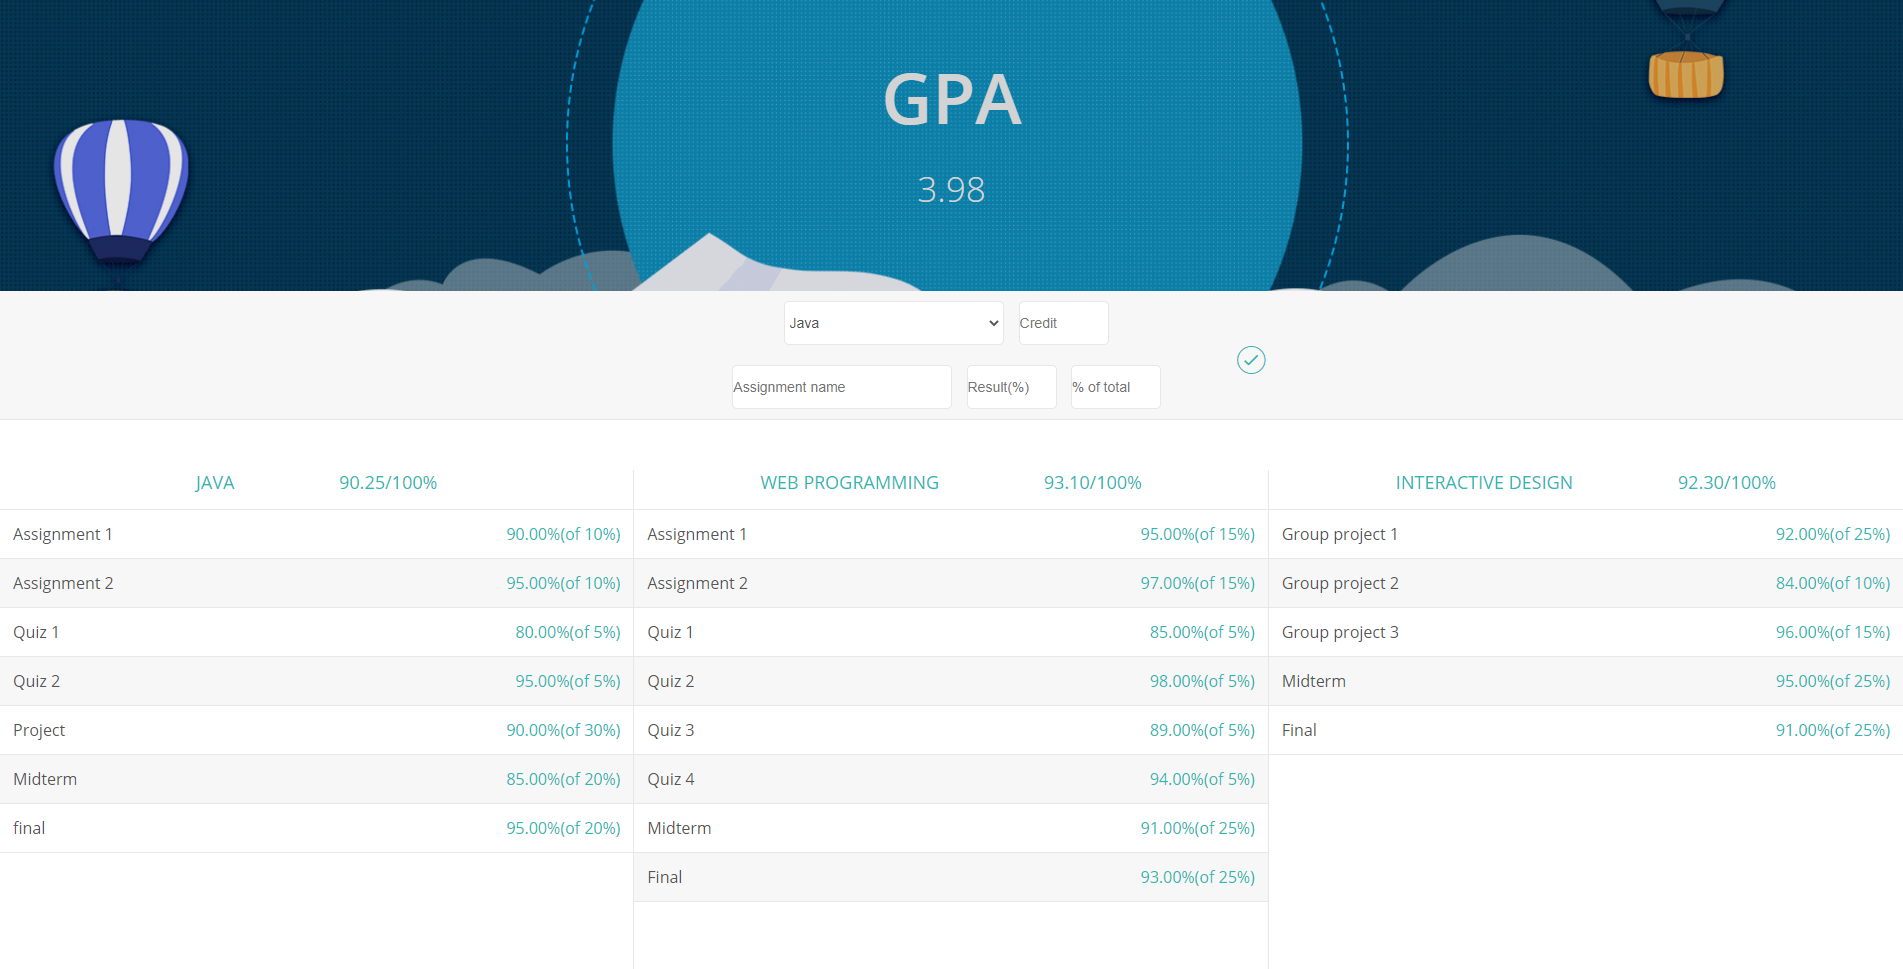 GPA
3.98
Java Credit
Assignment name Result(%) % of total
JAVA 90.25/100%
Assignment 1 90.00%(of 10%)
Assignment 2 95.00%(of 10%)
Quiz 1 80.00%(of 5%)
Quiz 2 95.00%(of 5%)
Project 90.00%(of 30%)
Midterm 85.00%(of 20%)
final 95.00%(of 20%)
WEB PROGRAMMING 93.10/100%
Assignment 1 95.00%(of 15%)
Assignment 2 97.00%(of 15%)
Quiz 1 85.00%(of 5%)
Quiz 2 98.00%(of 5%)
Quiz 3 89.00%(of 5%)
Quiz 4 94.00%(of 5%)
Midterm 91.00%(of 25%)
Final 93.00%(of 25%)
INTERACTIVE DESIGN 92.30/100%
Group project 1 92.00%(of 25%)
Group project 2 84.00%(of 10%)
Group project 3 96.00%(of 15%)
Midterm 95.00%(of 25%)
Final 91.00%(of 25%)